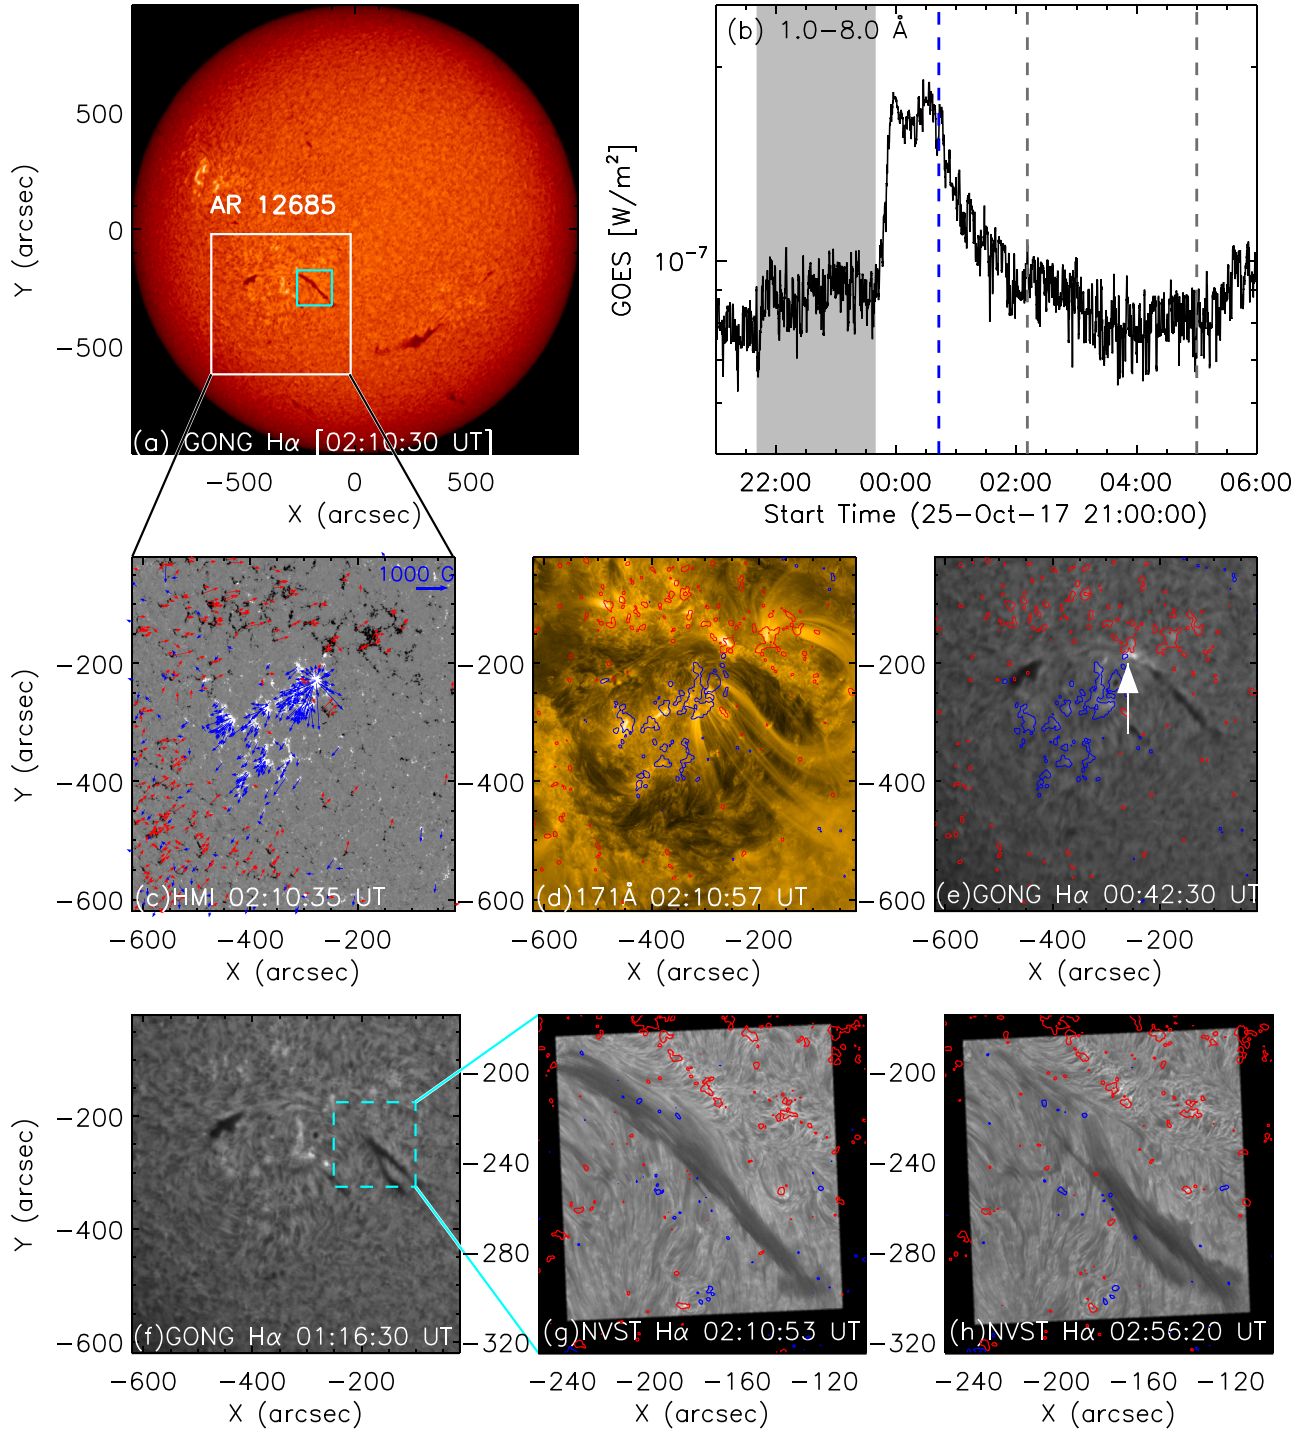 500
0
−500
Y (arcsec)
AR 12685
(a) GONG Hα [02:10:30 UT]
−500 0 500
X (arcsec)
(b) 1.0−8.0 Å
GOES [W/m²]
10⁻⁷
22:00 00:00 02:00 04:00 06:00
Start Time (25−Oct−17 21:00:00)
1000 G
−200
−400
−600
Y (arcsec)
(c)HMI 02:10:35 UT
−600 −400 −200
X (arcsec)
−200
−400
−600
(d)171Å 02:10:57 UT
−600 −400 −200
X (arcsec)
−200
−400
−600
(e)GONG Hα 00:42:30 UT
−600 −400 −200
X (arcsec)
−200
−400
−600
Y (arcsec)
(f)GONG Hα 01:16:30 UT
−600 −400 −200
X (arcsec)
−200
−240
−280
−320
(g)NVST Hα 02:10:53 UT
−240 −200 −160 −120
X (arcsec)
−200
−240
−280
−320
(h)NVST Hα 02:56:20 UT
−240 −200 −160 −120
X (arcsec)